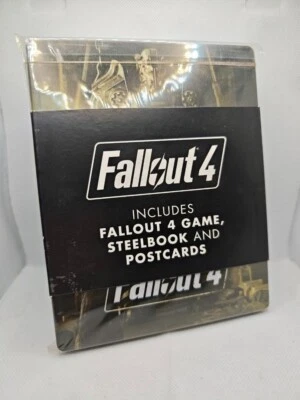 Fallout 4
INCLUDES
FALLOUT 4 GAME,
STEELBOOK AND
POSTCARDS
Fallout 4